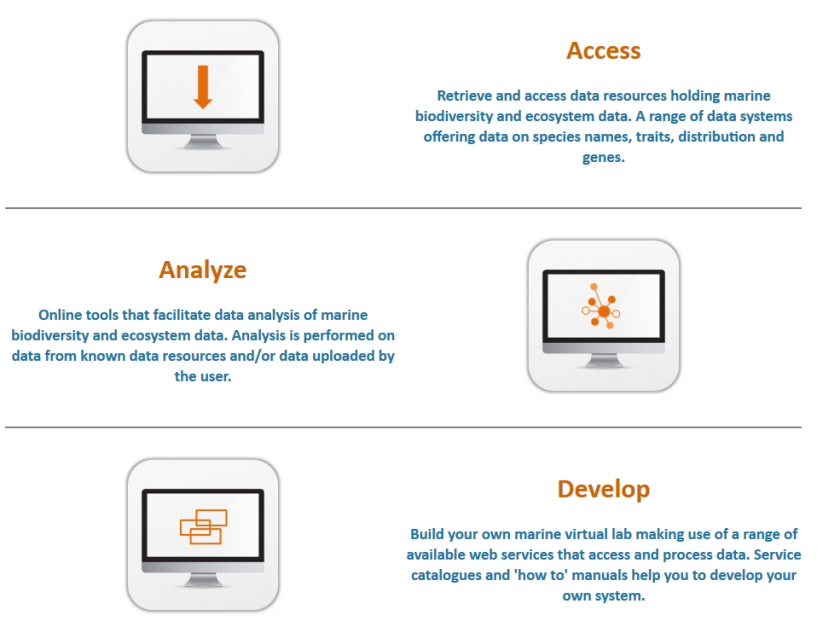 Access
Retrieve and access data resources holding marine
biodiversity and ecosystem data. A range of data systems
offering data on species names, traits, distribution and
genes.
Analyze
Online tools that facilitate data analysis of marine
biodiversity and ecosystem data. Analysis is performed on
data from known data resources and/or data uploaded by
the user.
Develop
Build your own marine virtual lab making use of a range of
available web services that access and process data. Service
catalogues and 'how to' manuals help you to develop your
own system.